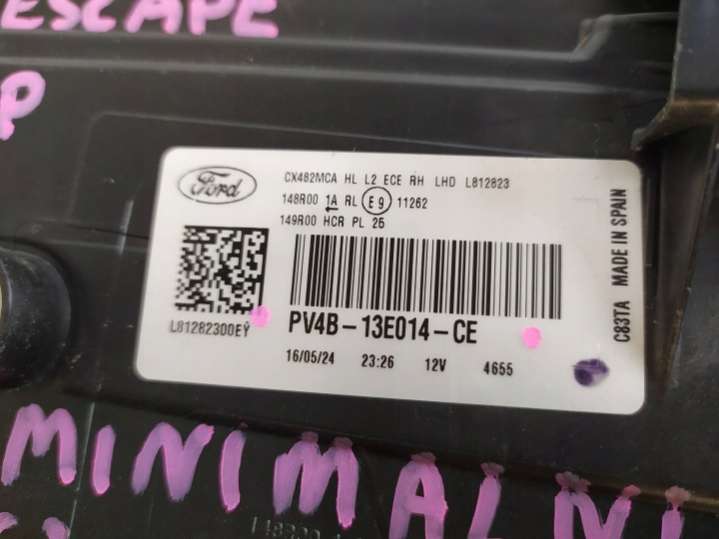 ESCAPE
P
Ford
CX482MCA HL L2 ECE RH LHD L812823
148R00 1A RL E9 11262
149R00 HCR PL 25
L81282300EY
PV4B-13E014-CE
16/05/24 23:26 12V 4655
C83TA MADE IN SPAIN
MINIMALNI